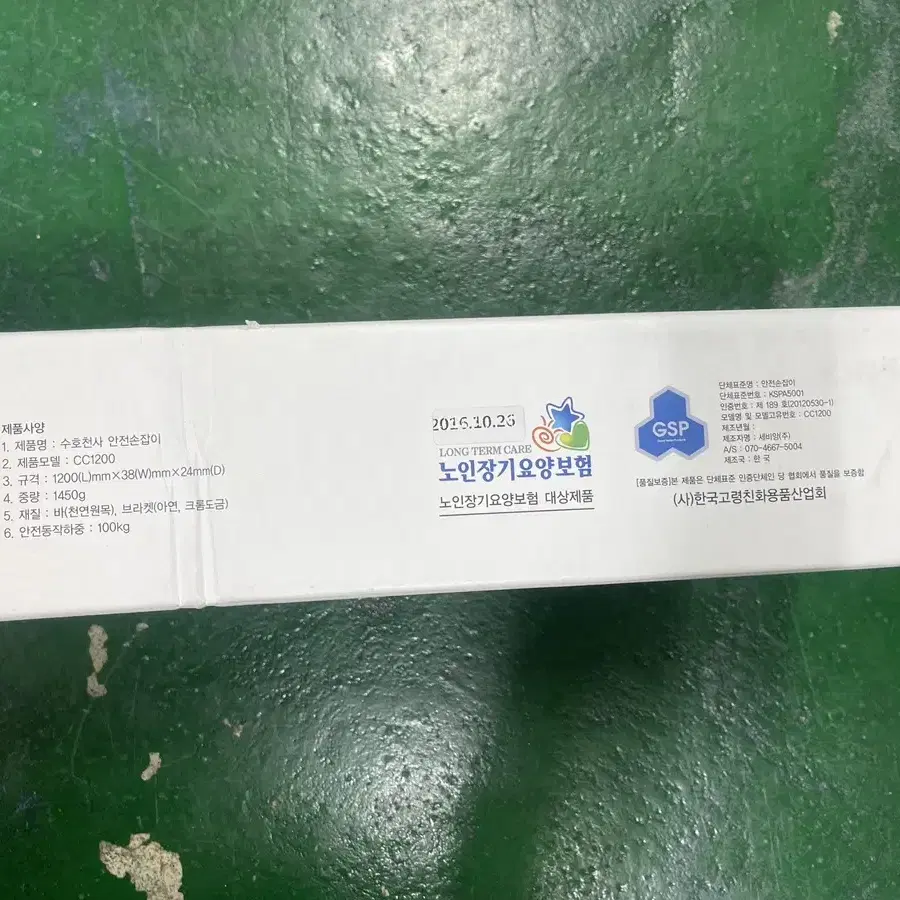 제품사양
1. 제품명 : 수호천사 안전손잡이
2. 제품모델 : CC1200
3. 규격 : 1200(L)mm×38(W)mm×24mm(D)
4. 중량 : 1450g
5. 재질 : 바(천연원목), 브라켓(아연, 크롬도금)
6. 안전동작하중 : 100kg
2016.10.26
LONG TERM CARE
노인장기요양보험
노인장기요양보험 대상제품
GSP
단체표준명 : 안전손잡이
단체표준번호 : KSPA5001
인증번호 : 제 189 호(20120530-1)
모델명 및 모델고유번호 : CC1200
제조년월 :
제조자명 : 세비앙(주)
A/S : 070-4667-5004
제조국 : 한 국
[품질보증]본 제품은 단체표준 인증단체인 당 협회에서 품질을 보증함
(사)한국고령친화용품산업회